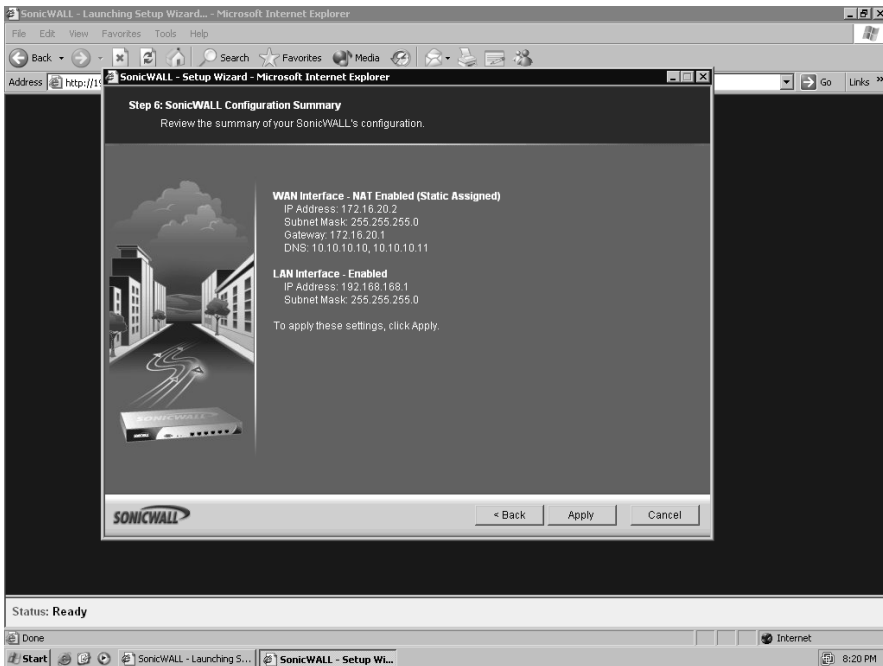 SonicWALL - Launching Setup Wizard... - Microsoft Internet Explorer
File Edit View Favorites Tools Help
Back Search Favorites Media
Address http://19 Go Links »
SonicWALL - Setup Wizard - Microsoft Internet Explorer
Step 6: SonicWALL Configuration Summary
Review the summary of your SonicWALL's configuration.
WAN Interface - NAT Enabled (Static Assigned)
IP Address: 172.16.20.2
Subnet Mask: 255.255.255.0
Gateway: 172.16.20.1
DNS: 10.10.10.10, 10.10.10.11
LAN Interface - Enabled
IP Address: 192.168.168.1
Subnet Mask: 255.255.255.0
To apply these settings, click Apply.
SONICWALL
SONICWALL
< Back Apply Cancel
Status: Ready
Done Internet
Start SonicWALL - Launching S... SonicWALL - Setup Wi... 8:20 PM